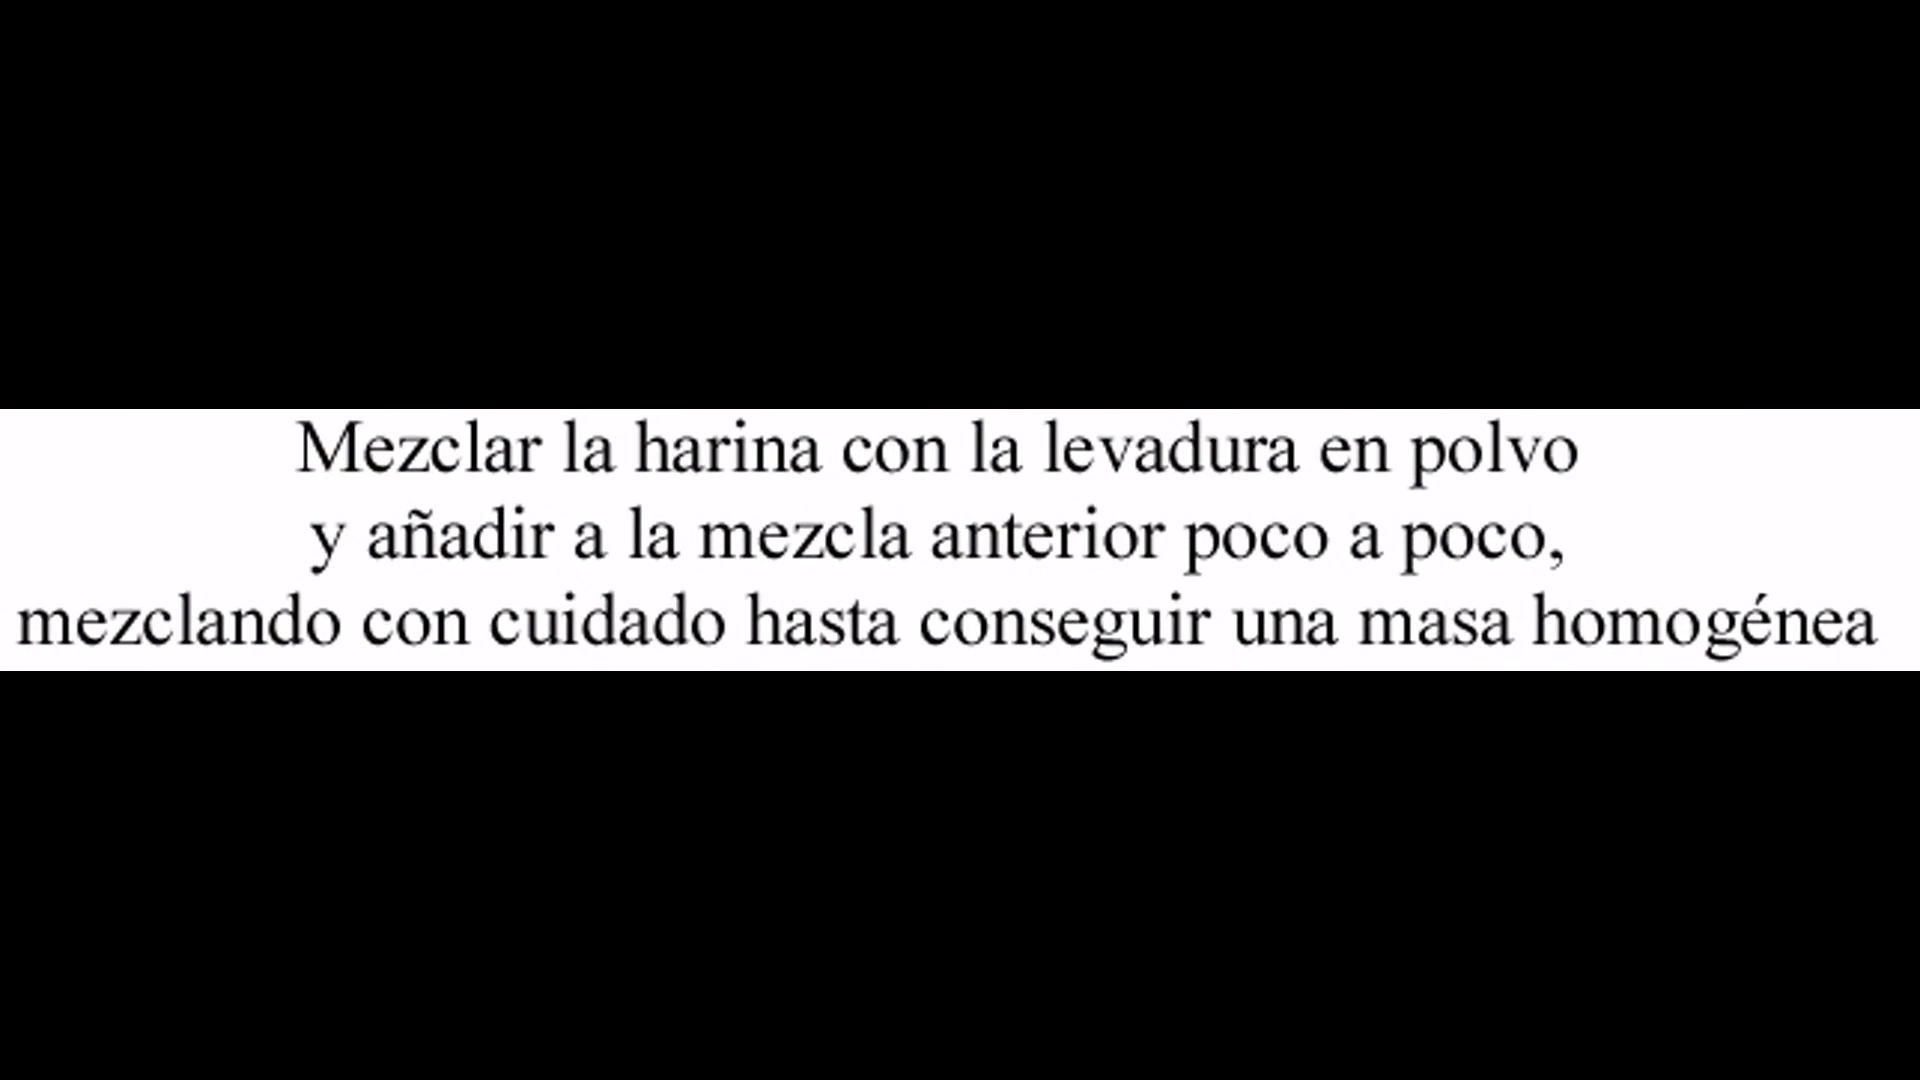 Mezclar la harina con la levadura en polvo
y añadir a la mezcla anterior poco a poco,
mezclando con cuidado hasta conseguir una masa homogénea